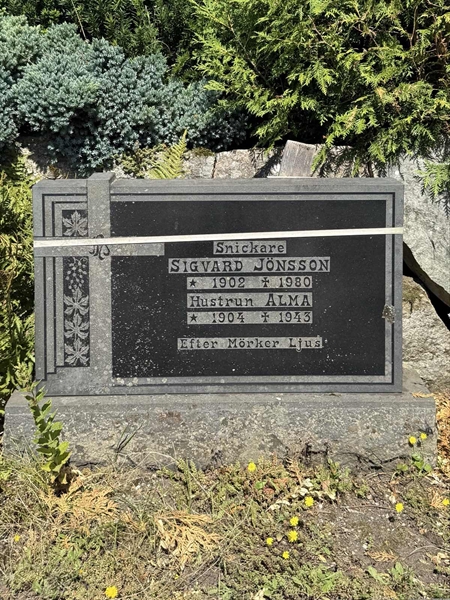 Snickare
SIGVARD JÖNSSON
* 1902 ✝ 1980
Hustrun ALMA
* 1904 ✝ 1943
Efter Mörker Ljus